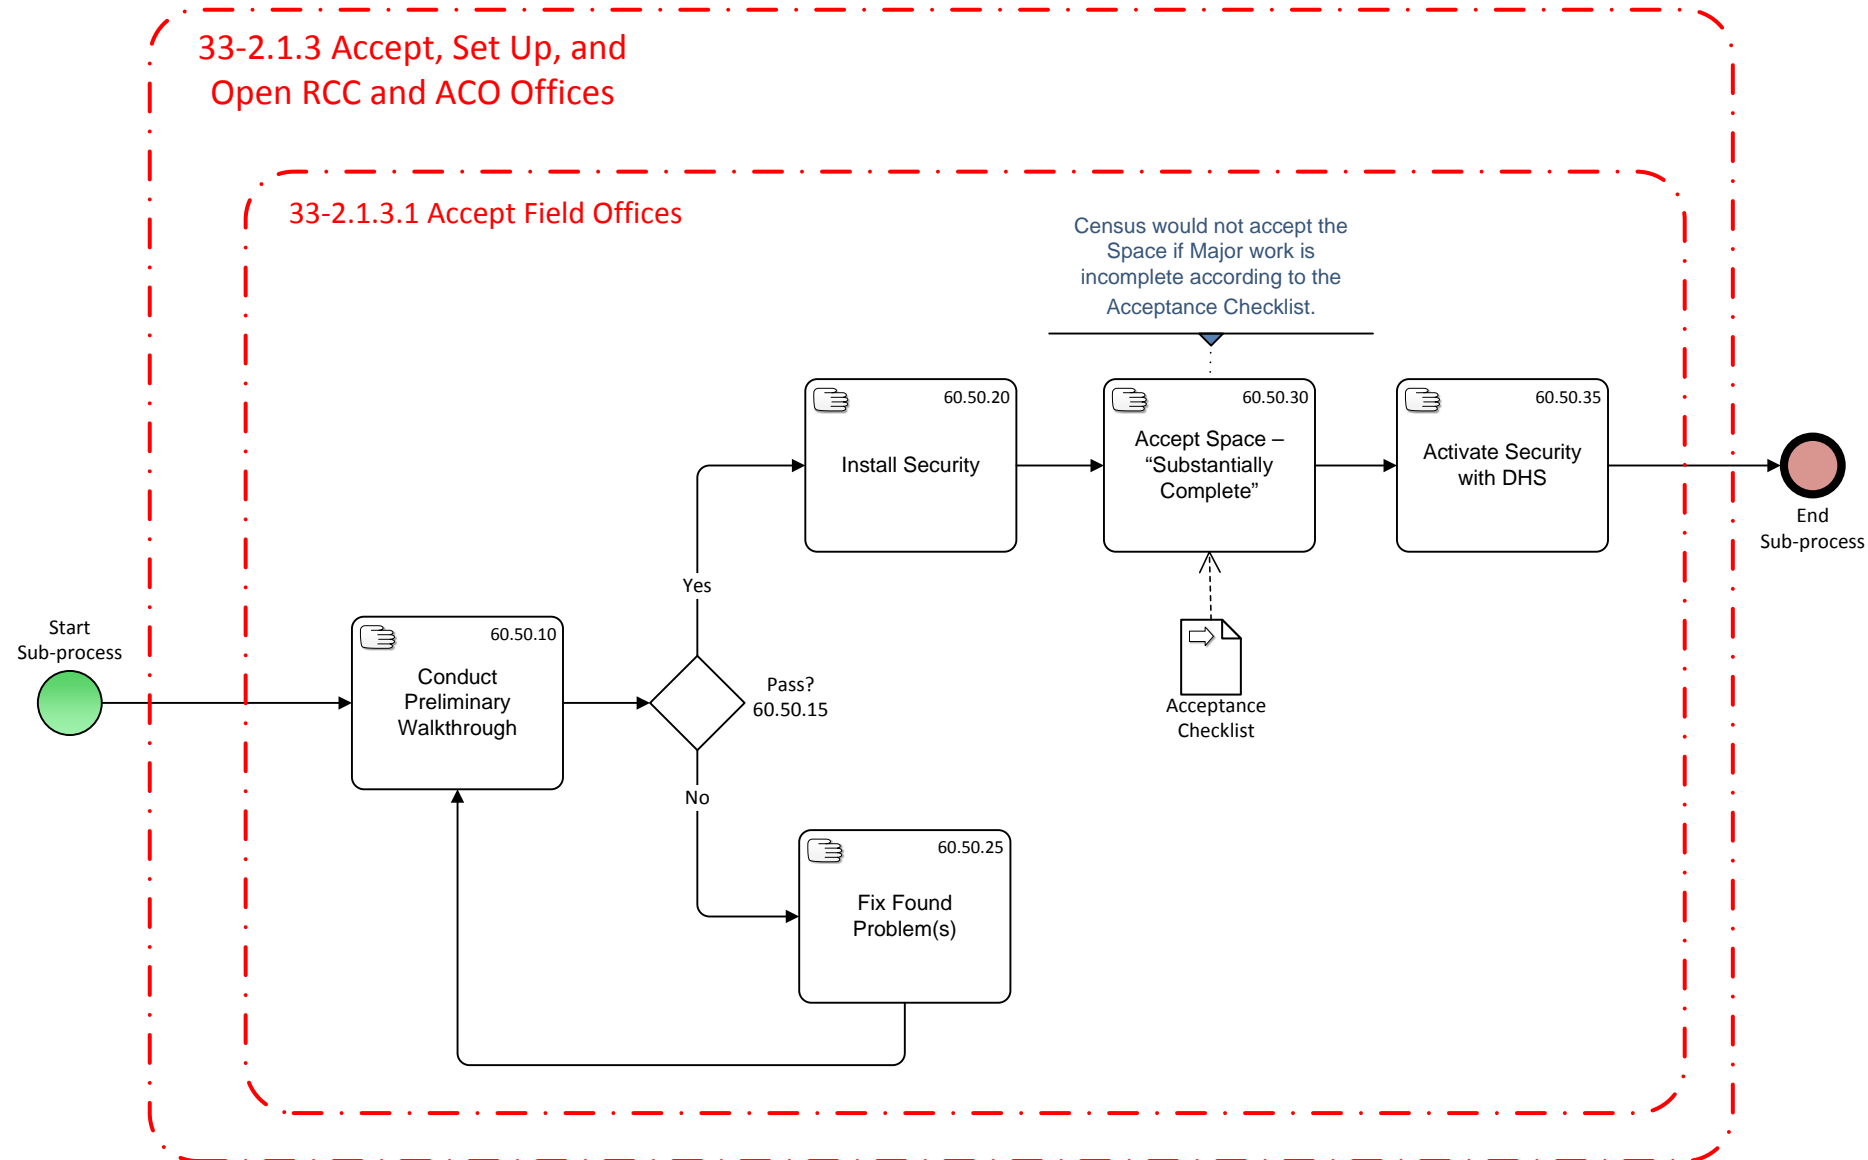 33-2.1.3 Accept, Set Up, and
Open RCC and ACO Offices
33-2.1.3.1 Accept Field Offices
Census would not accept the
Space if Major work is
incomplete according to the
Acceptance Checklist.
Start
Sub-process
60.50.10
Conduct
Preliminary
Walkthrough
Pass?
60.50.15
Yes
No
60.50.20
Install Security
60.50.25
Fix Found
Problem(s)
60.50.30
Accept Space –
“Substantially
Complete”
Acceptance
Checklist
60.50.35
Activate Security
with DHS
End
Sub-process